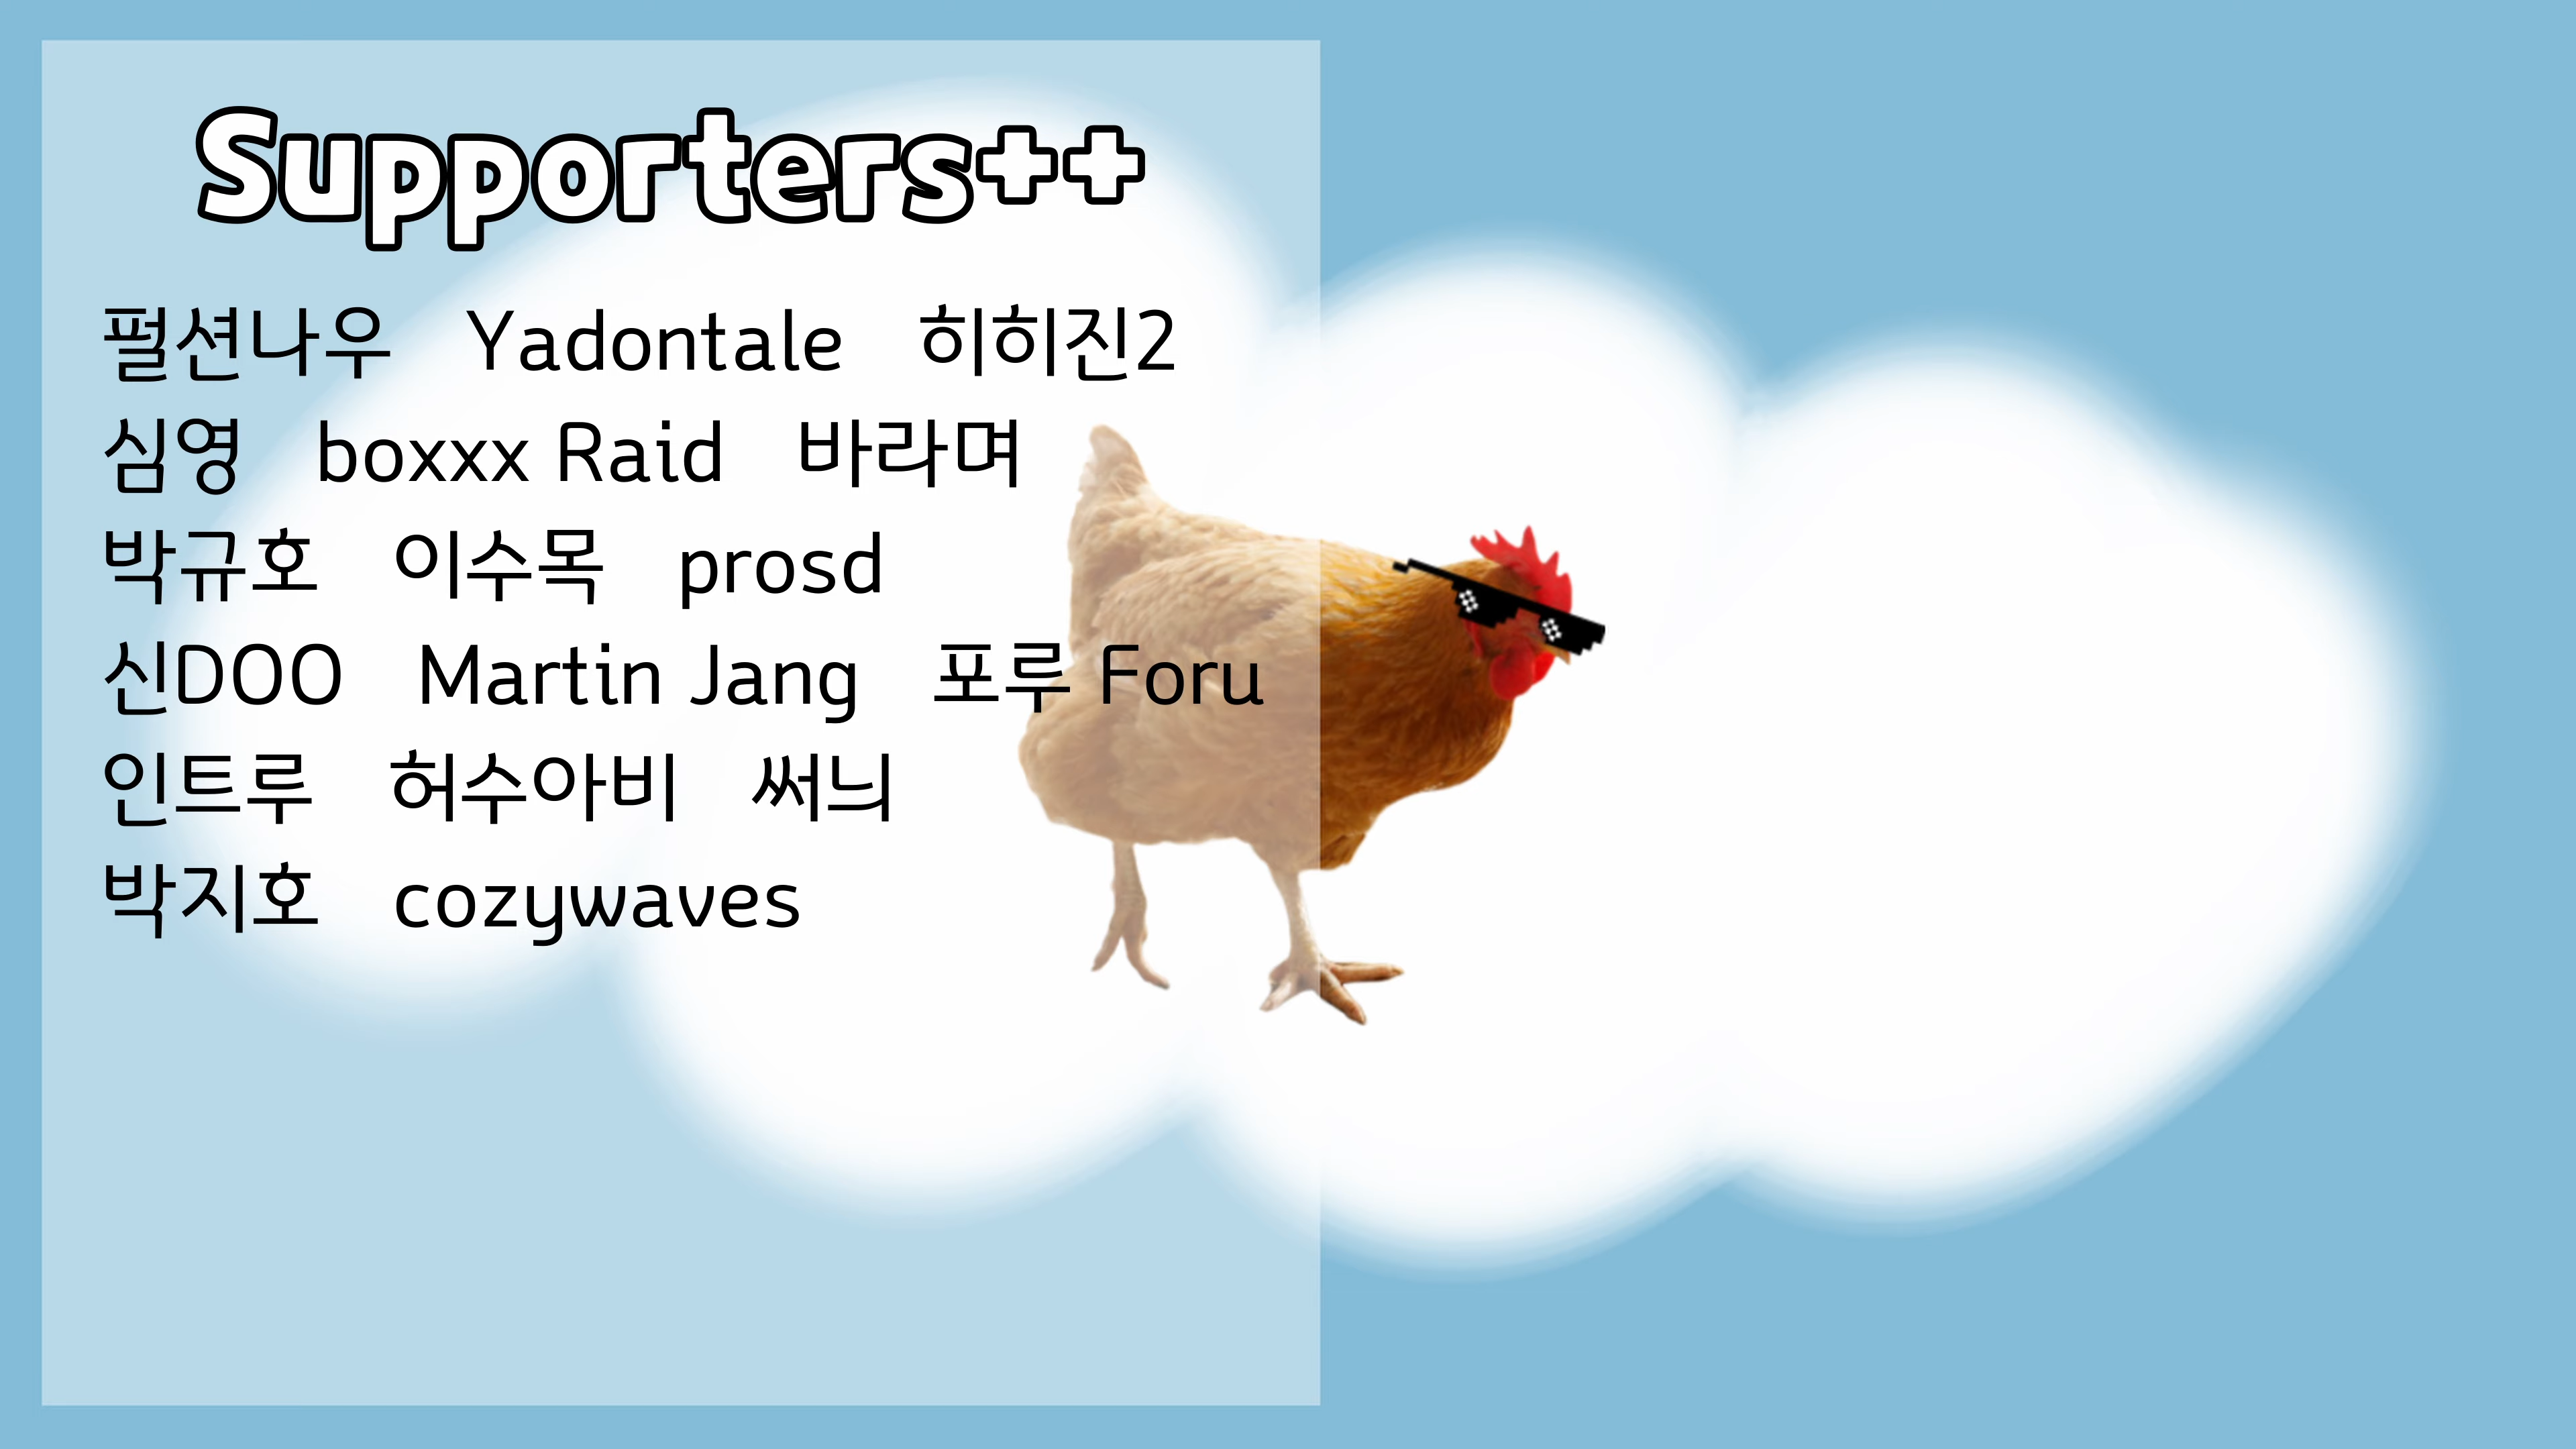 Supporters++
펄션나우 Yadontale 히히진2
심영 boxxx Raid 바라며
박규호 이수목 prosd
신DOO Martin Jang 포루 Foru
인트루 허수아비 써늬
박지호 cozywaves